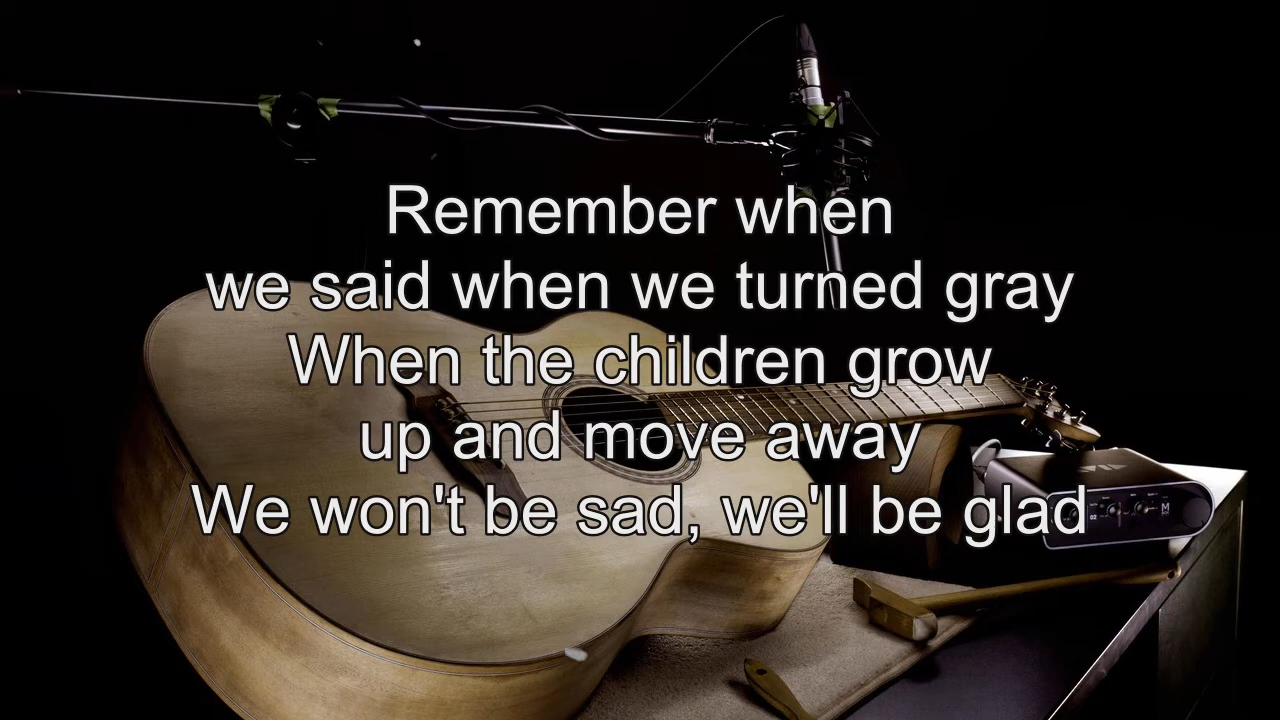 Remember when
we said when we turned gray
When the children grow
up and move away
We won't be sad, we'll be glad